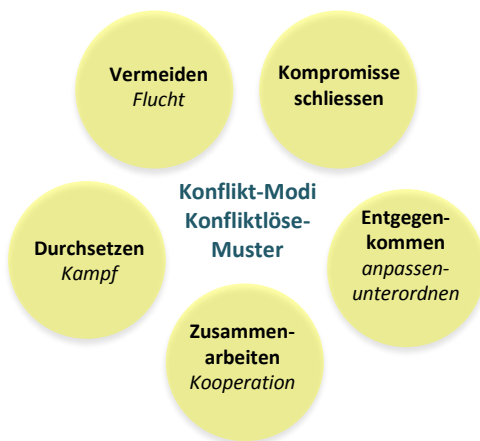 Vermeiden
Flucht
Kompromisse
schliessen
Konflikt-Modi
Konfliktlöse-
Muster
Durchsetzen
Kampf
Entgegen-
kommen
anpassen-
unterordnen
Zusammen-
arbeiten
Kooperation